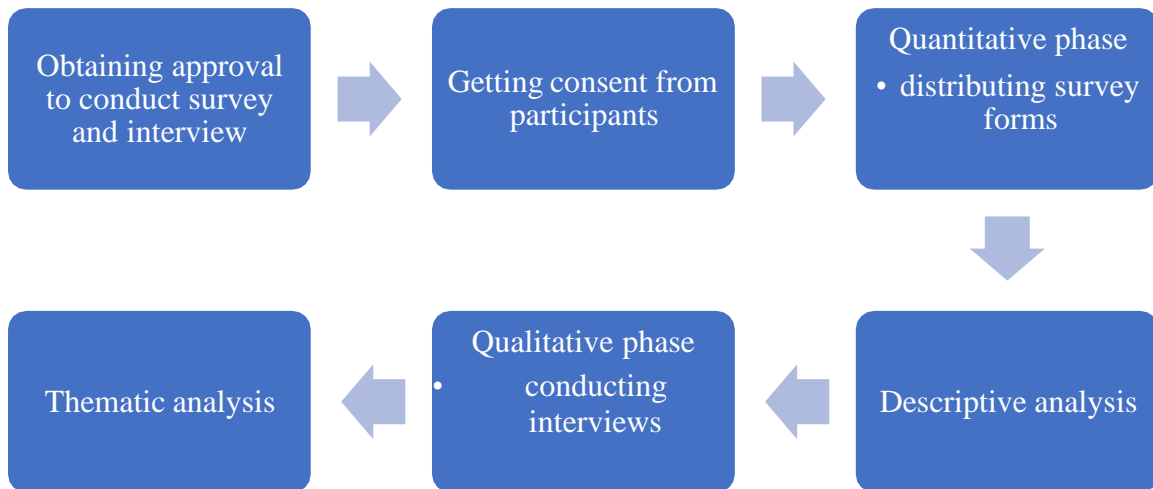 Obtaining approval
to conduct survey
and interview
Getting consent from
participants
Quantitative phase
• distributing survey
forms
Descriptive analysis
Qualitative phase
• conducting
interviews
Thematic analysis